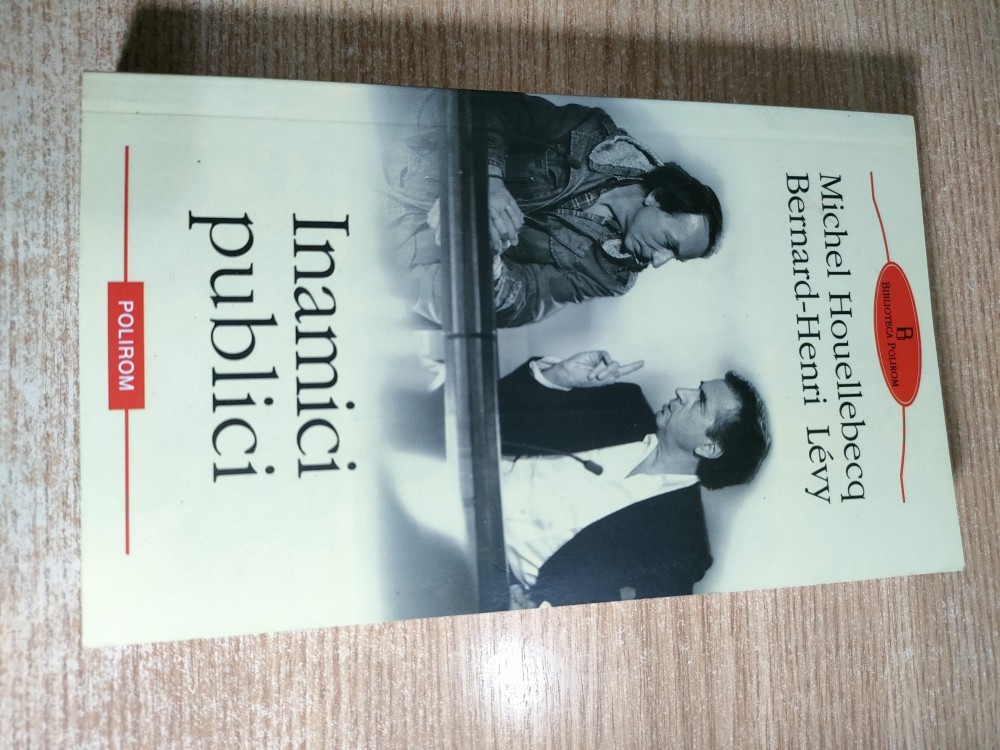 BIBLIOTECA POLIROM
Michel Houellebecq
Bernard-Henri Lévy
Inamici
publici
POLIROM